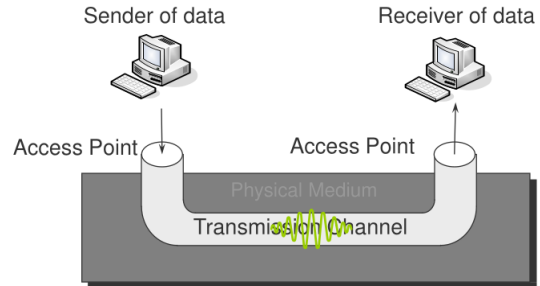 Sender of data
Receiver of data
Access Point
Access Point
Physical Medium
Transmission Channel